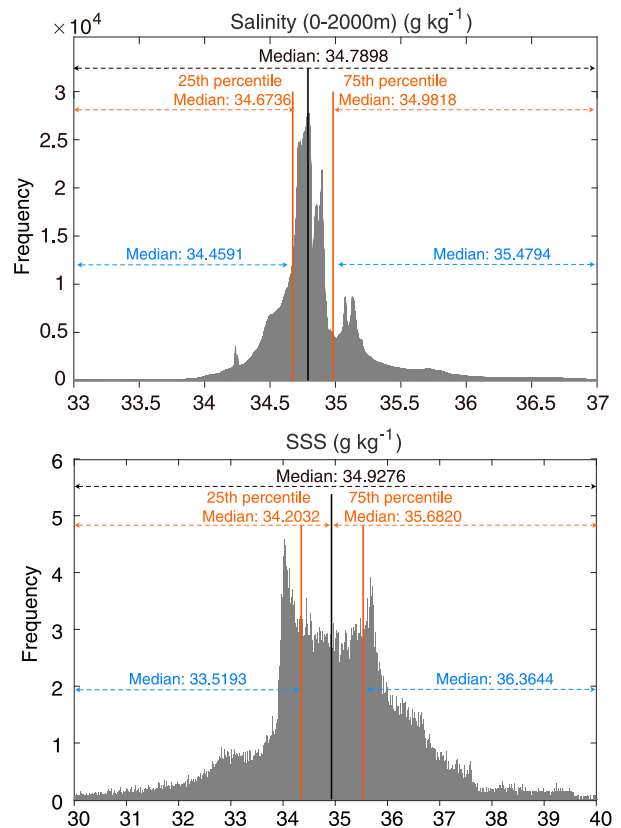 Salinity (0-2000m) (g kg⁻¹)
×10⁴
Median: 34.7898
25th percentile 75th percentile
Median: 34.6736 Median: 34.9818
Median: 34.4591 Median: 35.4794
Frequency
3
2.5
2
1.5
1
0.5
0
33 33.5 34 34.5 35 35.5 36 36.5 37
SSS (g kg⁻¹)
Median: 34.9276
25th percentile 75th percentile
Median: 34.2032 Median: 35.6820
Median: 33.5193 Median: 36.3644
Frequency
6
5
4
3
2
1
0
30 31 32 33 34 35 36 37 38 39 40